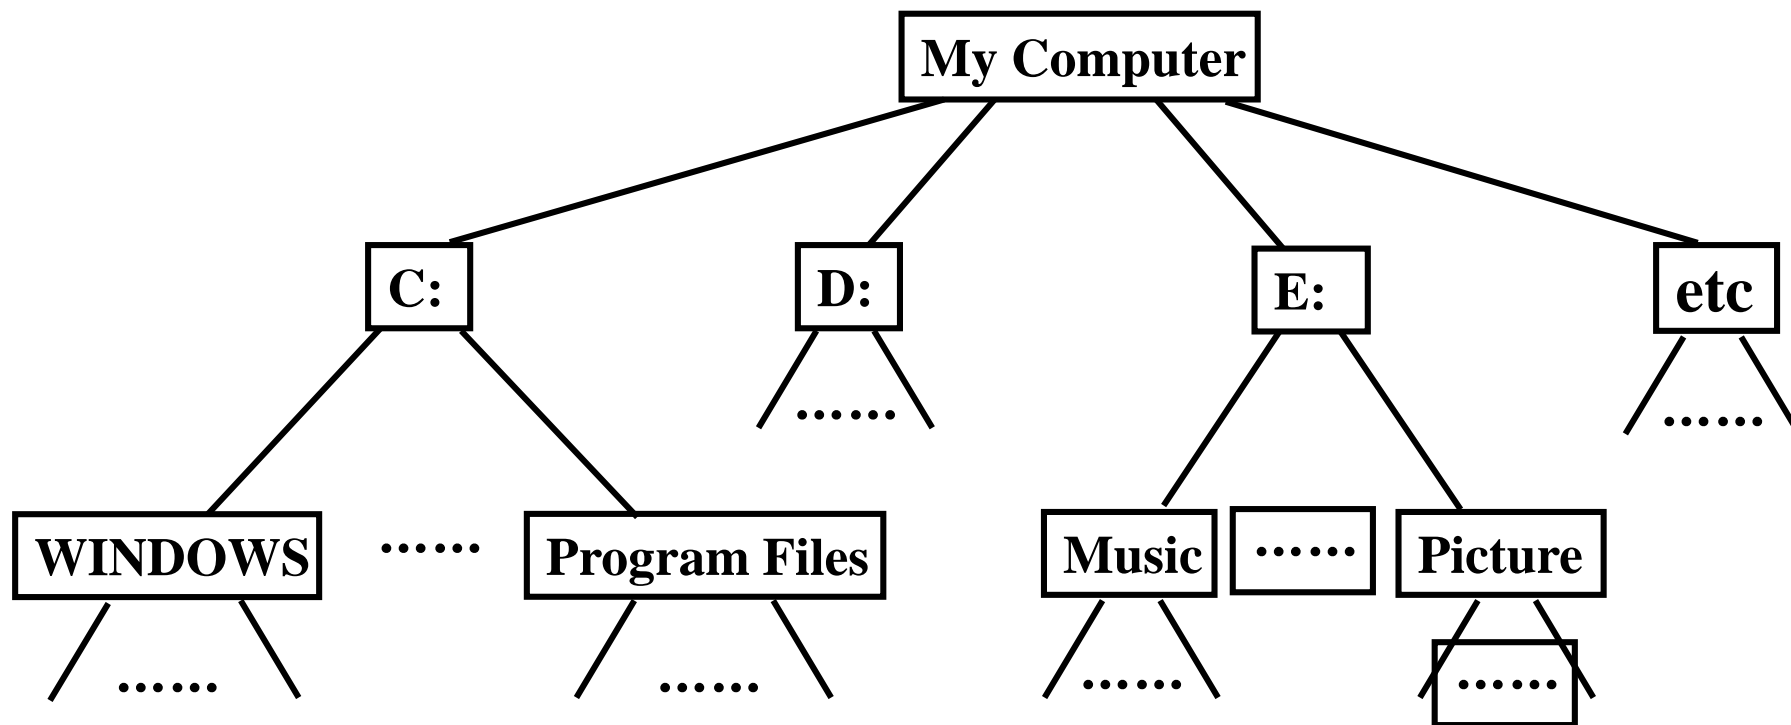 My Computer
C:
D:
E:
etc
……
……
WINDOWS
……
Program Files
Music
……
Picture
……
……
……
……